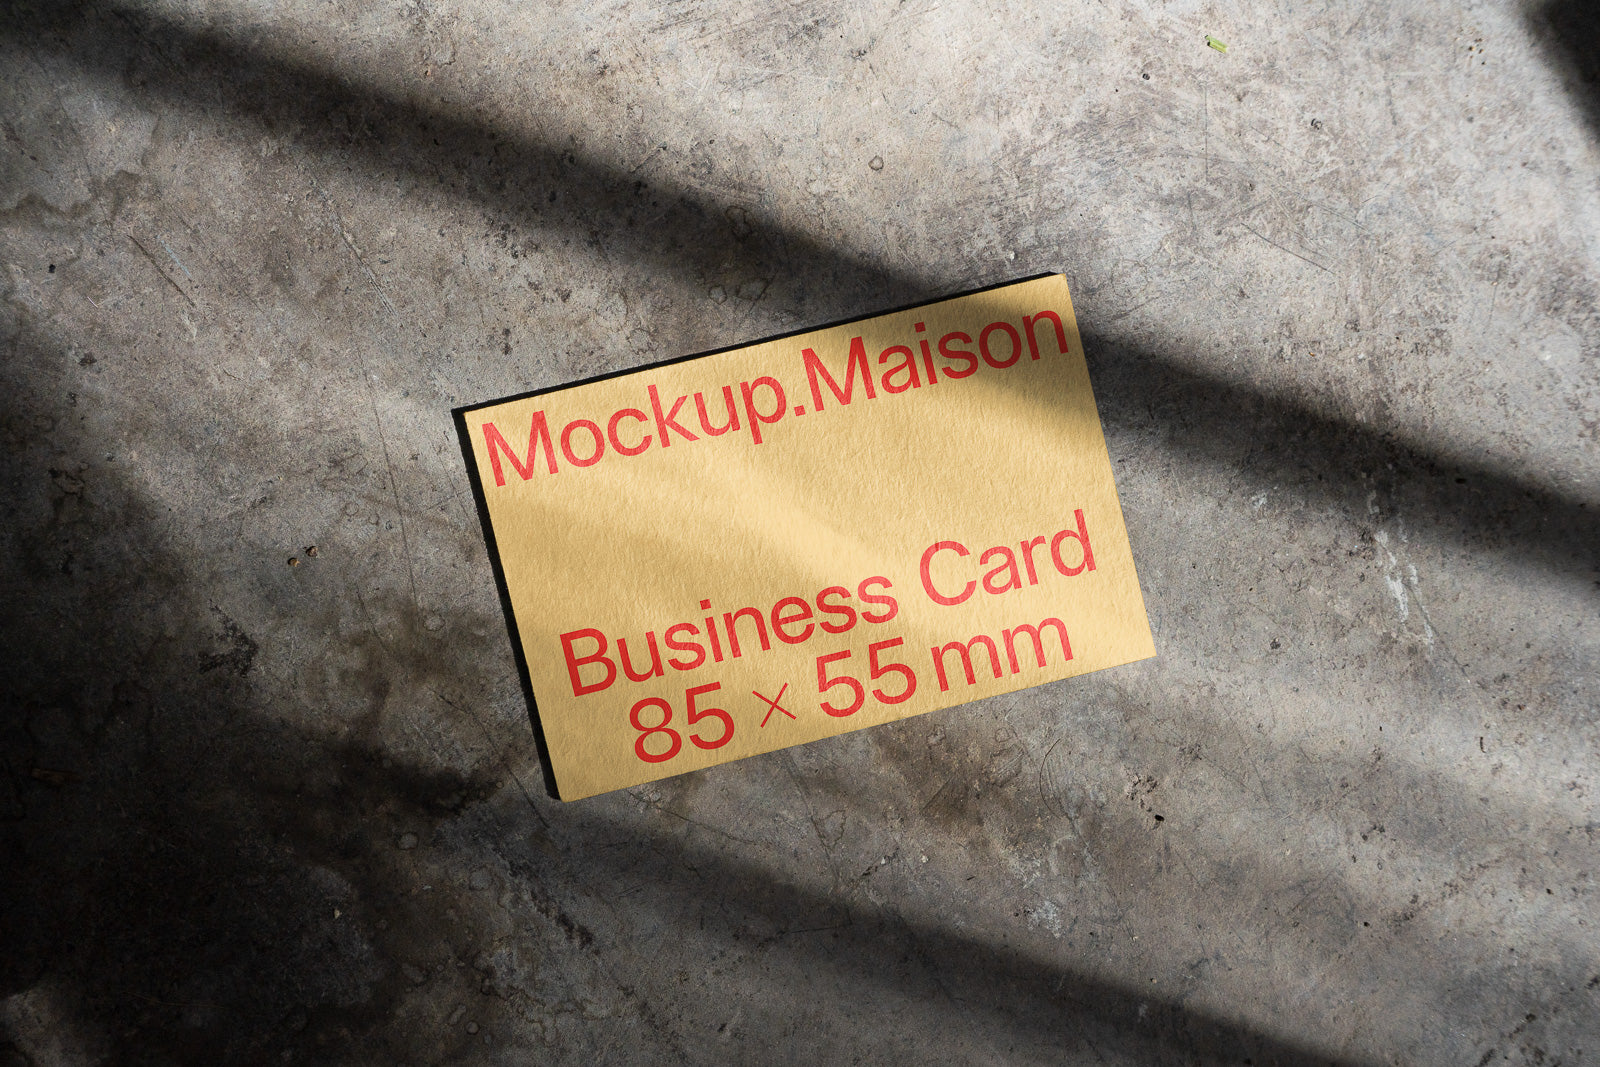 Mockup.Maison
Business Card
85 × 55 mm